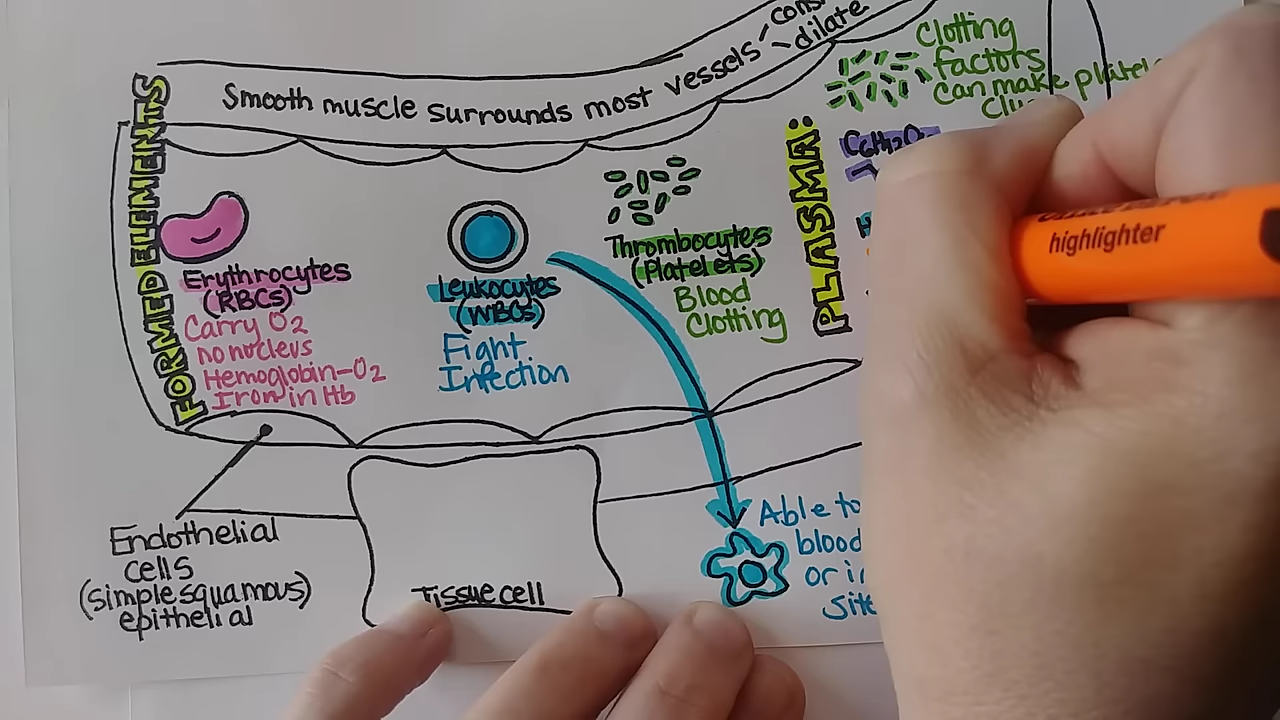 Smooth muscle surrounds most vessels
dilate
FORMED ELEMENTS
Erythrocytes
(RBCs)
Carry O2
no nucleus
Hemoglobin-O2
Iron in Hb
Leukocytes
(WBCs)
Fight
Infection
Thrombocytes
(Platelets)
Blood
Clotting
PLASMA:
Clotting
factors
can make
Endothelial
cells
(simple squamous)
epithelial
Tissue cell
Able to
blood
highlighter